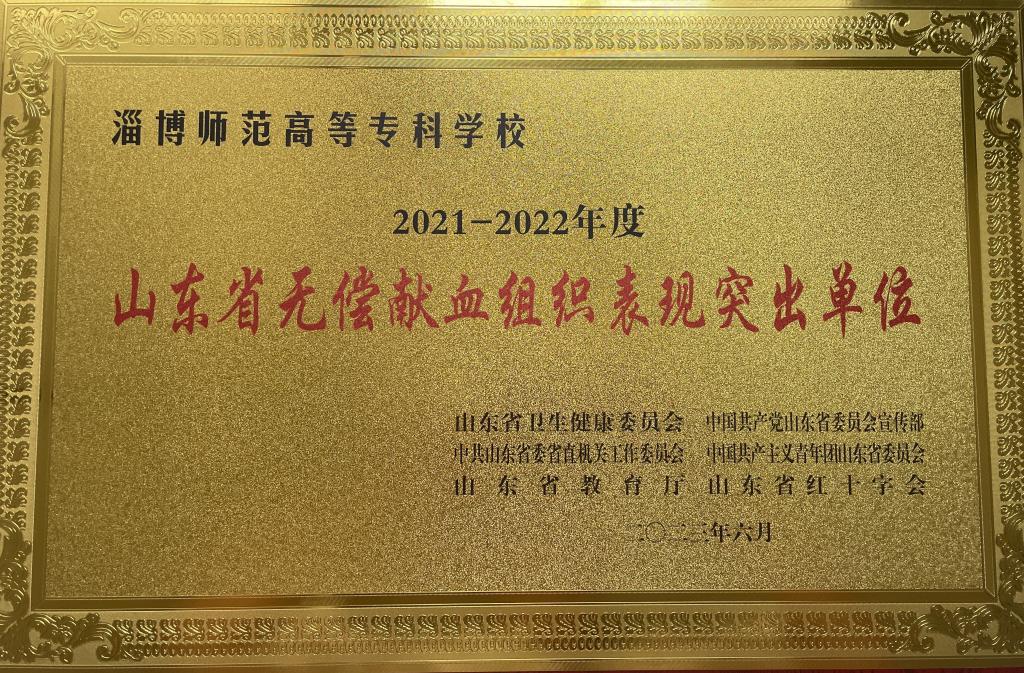 淄博师范高等专科学校
2021-2022年度
山东省无偿献血组织表现突出单位
山东省卫生健康委员会 中国共产党山东省委员会宣传部
中共山东省委省直机关工作委员会 中国共产主义青年团山东省委员会
山东省教育厅 山东省红十字会
二〇二三年六月